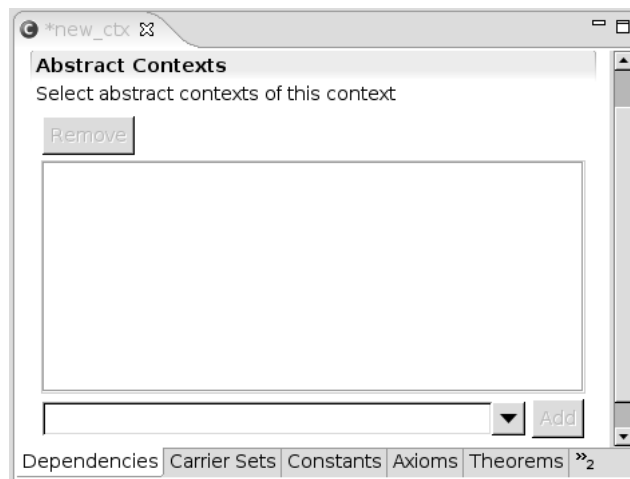 C *new_ctx
Abstract Contexts
Select abstract contexts of this context
Remove
Add
Dependencies Carrier Sets Constants Axioms Theorems »2